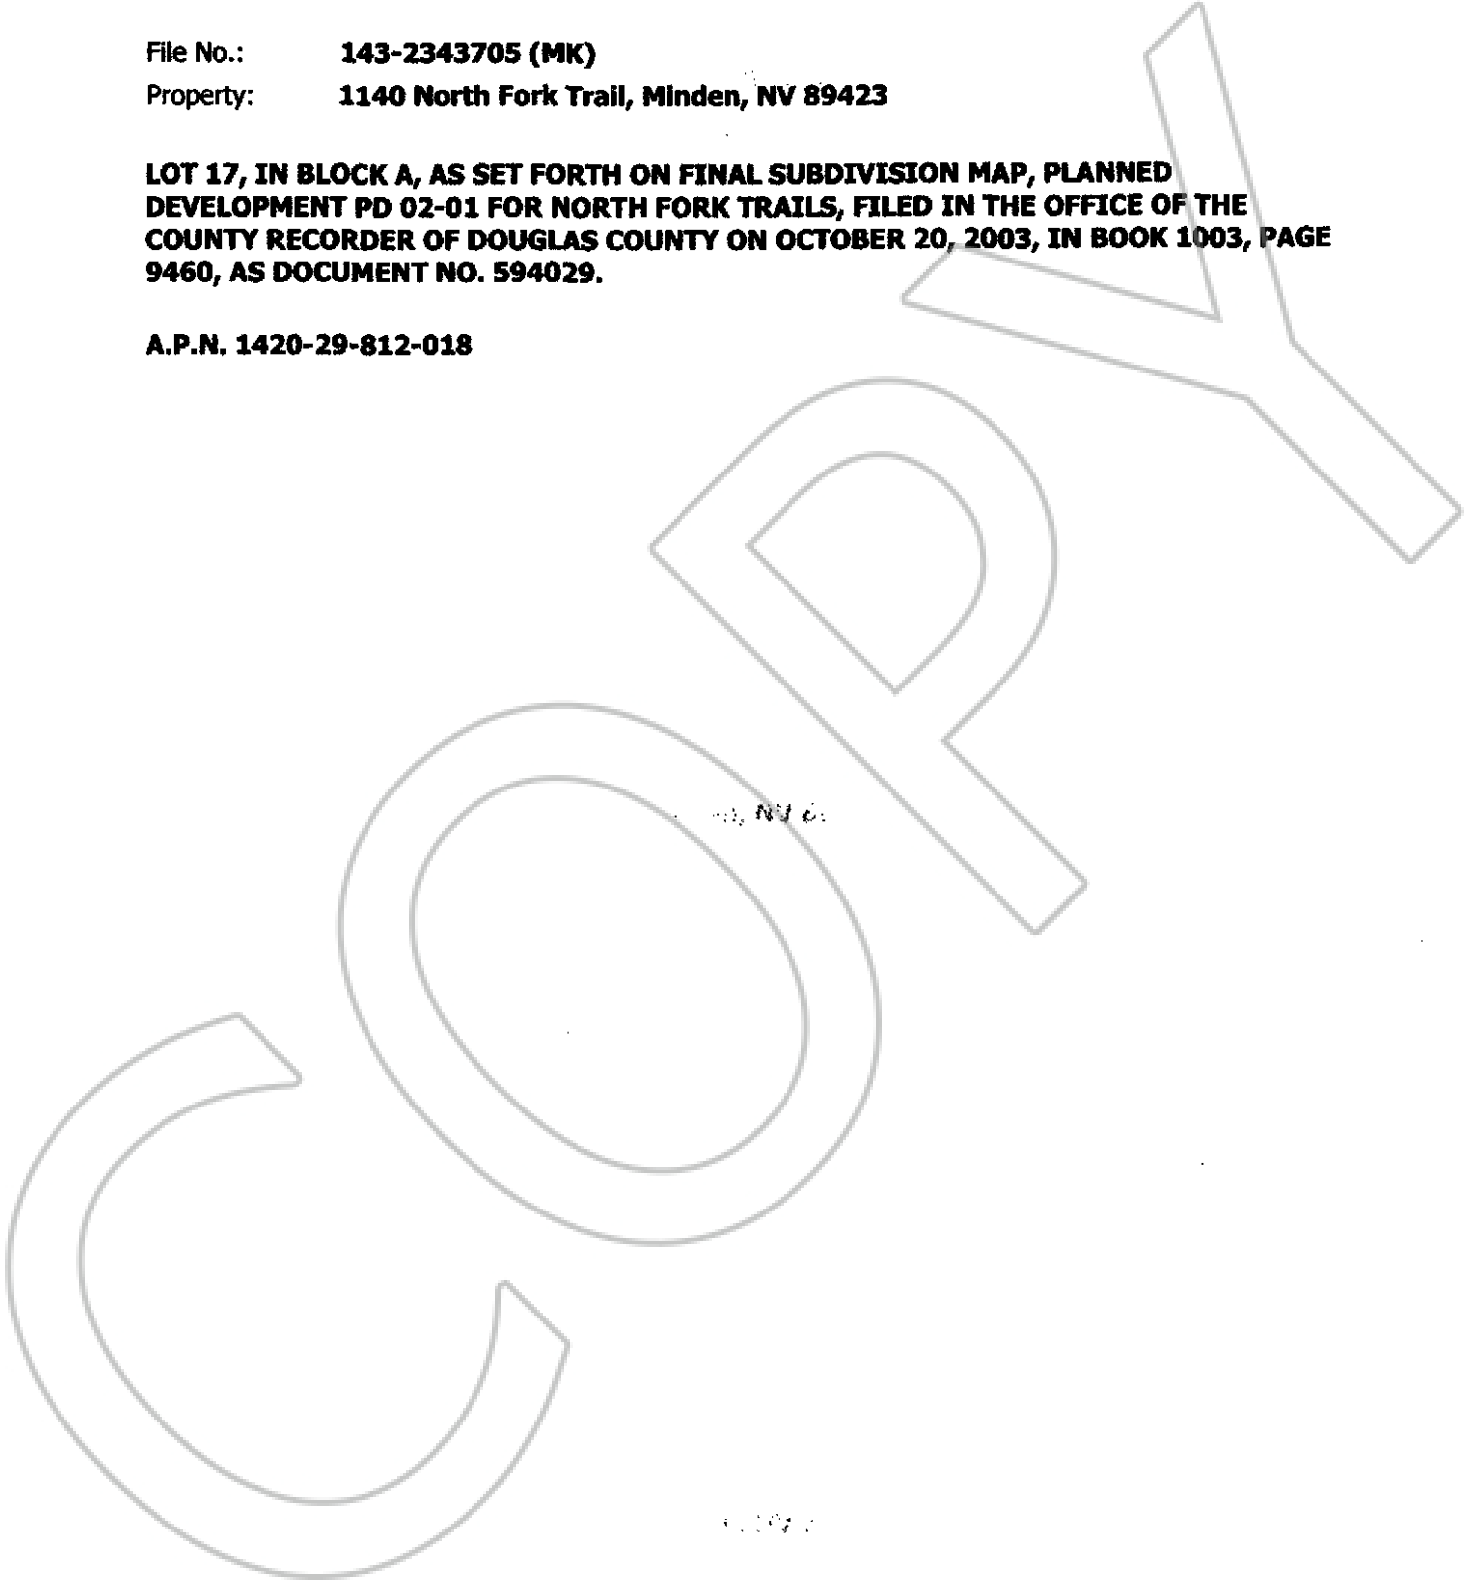 File No.: 143-2343705 (MK)
Property: 1140 North Fork Trail, Minden, NV 89423
LOT 17, IN BLOCK A, AS SET FORTH ON FINAL SUBDIVISION MAP, PLANNED
DEVELOPMENT PD 02-01 FOR NORTH FORK TRAILS, FILED IN THE OFFICE OF THE
COUNTY RECORDER OF DOUGLAS COUNTY ON OCTOBER 20, 2003, IN BOOK 1003, PAGE
9460, AS DOCUMENT NO. 594029.
A.P.N. 1420-29-812-018
COPY
NV